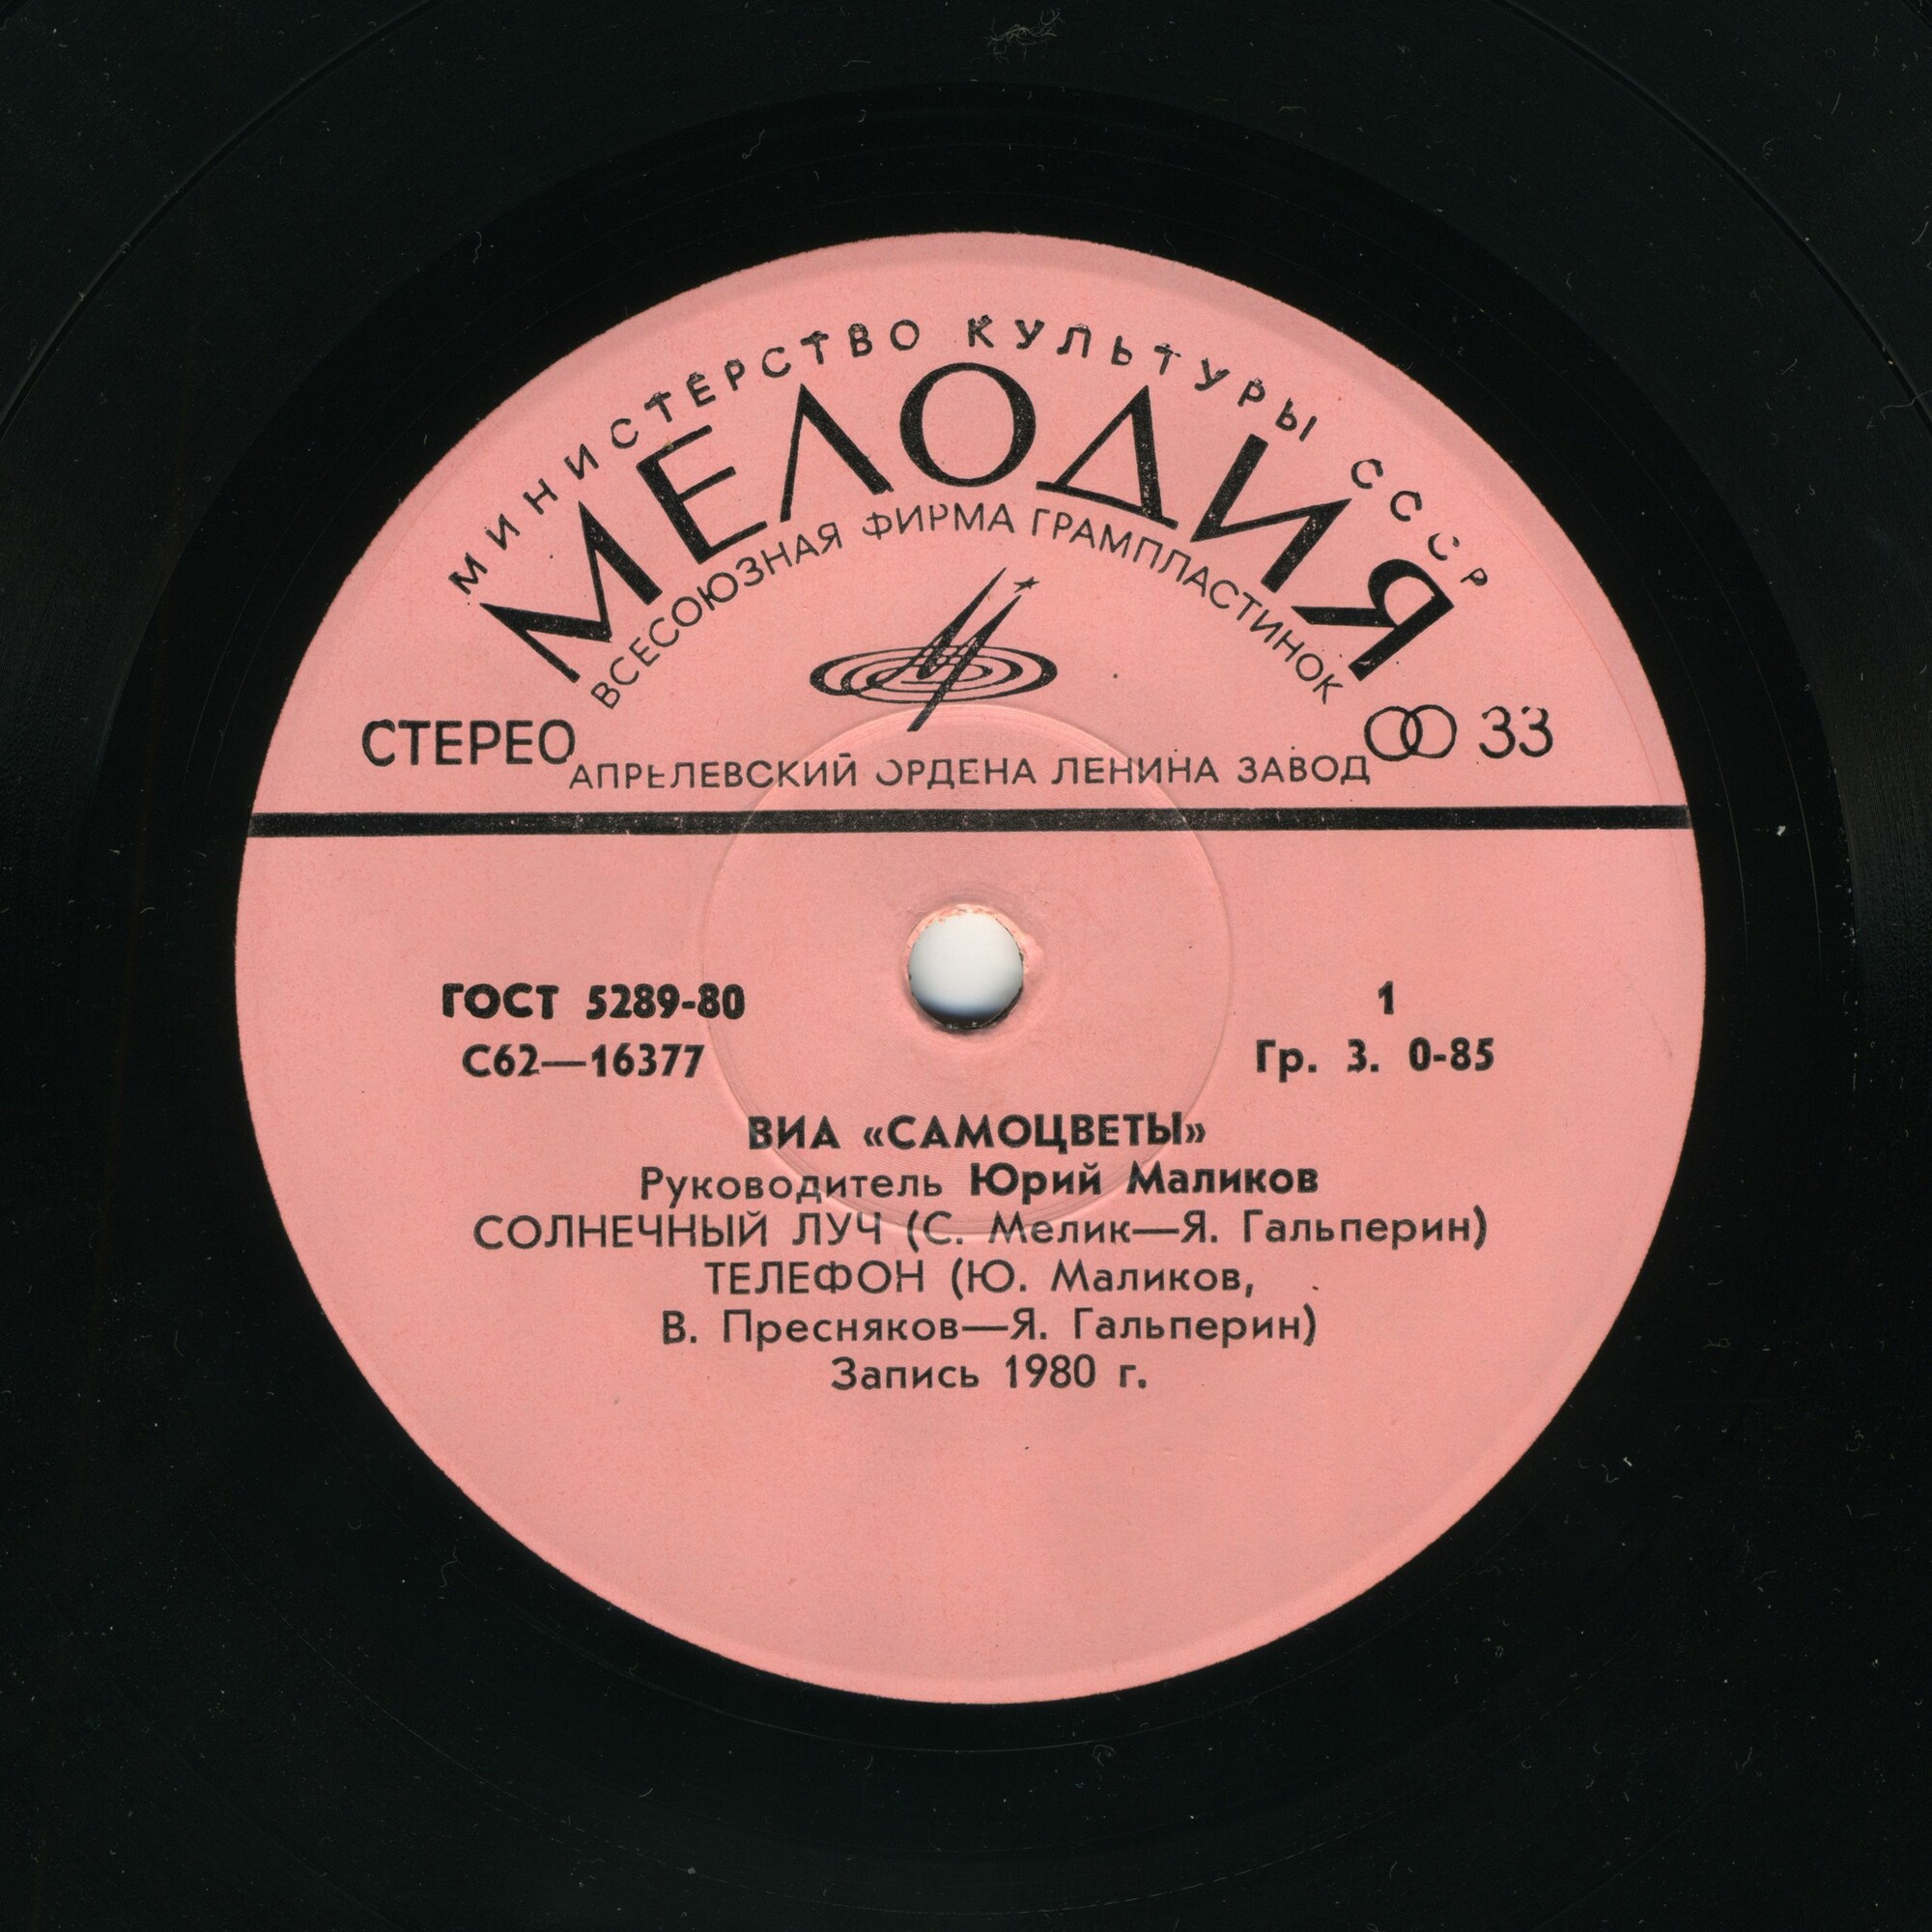 МИНИСТЕРСТВО КУЛЬТУРЫ СССР
МЕЛОДИЯ
ВСЕСОЮЗНАЯ ФИРМА ГРАМПЛАСТИНОК
СТЕРЕО
33
АПРЕЛЕВСКИЙ ОРДЕНА ЛЕНИНА ЗАВОД
ГОСТ 5289-80
1
С62—16377
Гр. 3. 0-85
ВИА «САМОЦВЕТЫ»
Руководитель Юрий Маликов
СОЛНЕЧНЫЙ ЛУЧ (С. Мелик—Я. Гальперин)
ТЕЛЕФОН (Ю. Маликов,
В. Пресняков—Я. Гальперин)
Запись 1980 г.